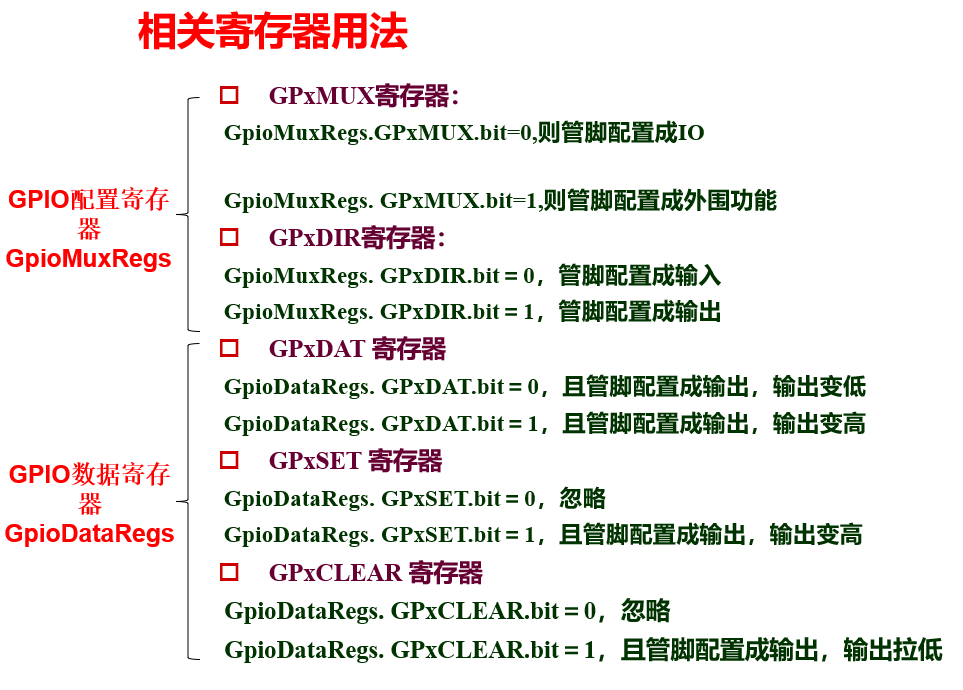 相关寄存器用法
GPIO配置寄存
器
GpioMuxRegs
GPxMUX寄存器：
GpioMuxRegs.GPxMUX.bit=0,则管脚配置成IO
GpioMuxRegs. GPxMUX.bit=1,则管脚配置成外围功能
GPxDIR寄存器：
GpioMuxRegs. GPxDIR.bit＝0，管脚配置成输入
GpioMuxRegs. GPxDIR.bit＝1，管脚配置成输出
GPIO数据寄存
器
GpioDataRegs
GPxDAT 寄存器
GpioDataRegs. GPxDAT.bit＝0，且管脚配置成输出，输出变低
GpioDataRegs. GPxDAT.bit＝1，且管脚配置成输出，输出变高
GPxSET 寄存器
GpioDataRegs. GPxSET.bit＝0，忽略
GpioDataRegs. GPxSET.bit＝1，且管脚配置成输出，输出变高
GPxCLEAR 寄存器
GpioDataRegs. GPxCLEAR.bit＝0，忽略
GpioDataRegs. GPxCLEAR.bit＝1，且管脚配置成输出，输出拉低